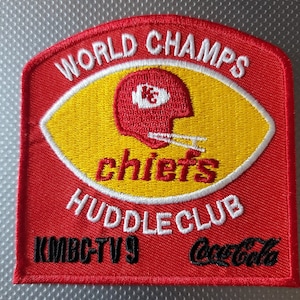 WORLD CHAMPS
KC
chiefs
HUDDLE CLUB
KMBC-TV 9
Coca-Cola